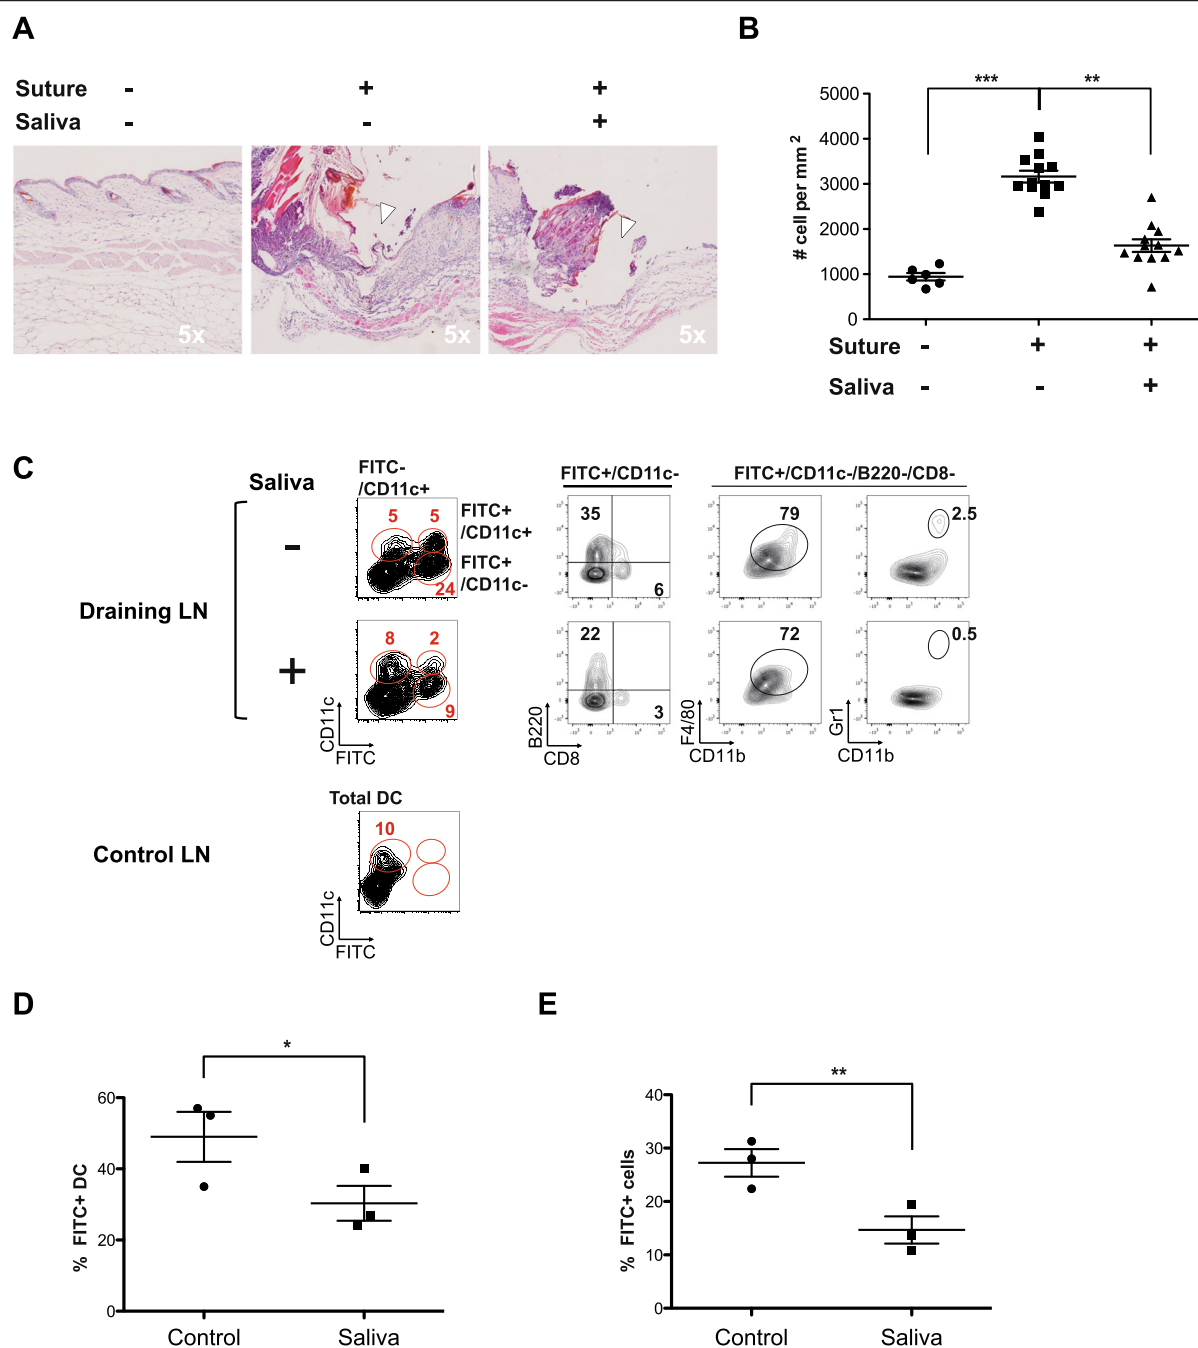 A
Suture - + +
Saliva - - +
5x 5x 5x
B
*** **
5000
4000
3000
2000
1000
0
# cell per mm 2
Suture - + +
Saliva - - +
C
Saliva
FITC-
/CD11c+
FITC+
/CD11c+
FITC+
/CD11c-
FITC+/CD11c-
FITC+/CD11c-/B220-/CD8-
Draining LN
-
5 5
24
35
6
79
2.5
+
8 2
9
22
3
72
0.5
CD11c
FITC
B220
CD8
F4/80
CD11b
Gr1
CD11b
Total DC
Control LN
10
CD11c
FITC
D
*
60
40
20
0
% FITC+ DC
Control Saliva
E
**
40
30
20
10
0
% FITC+ cells
Control Saliva